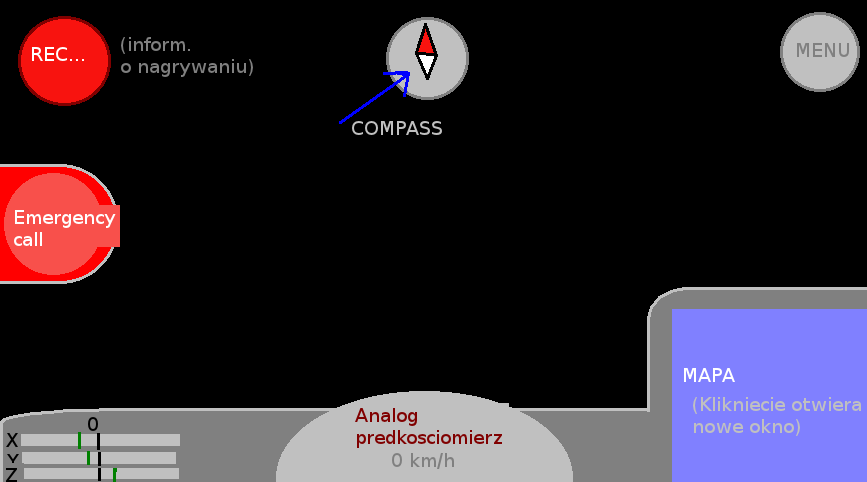 REC...
(inform.
o nagrywaniu)
MENU
COMPASS
Emergency
call
MAPA
(Klikniecie otwiera
nowe okno)
Analog
predkosciomierz
0 km/h
0
X
Y
Z